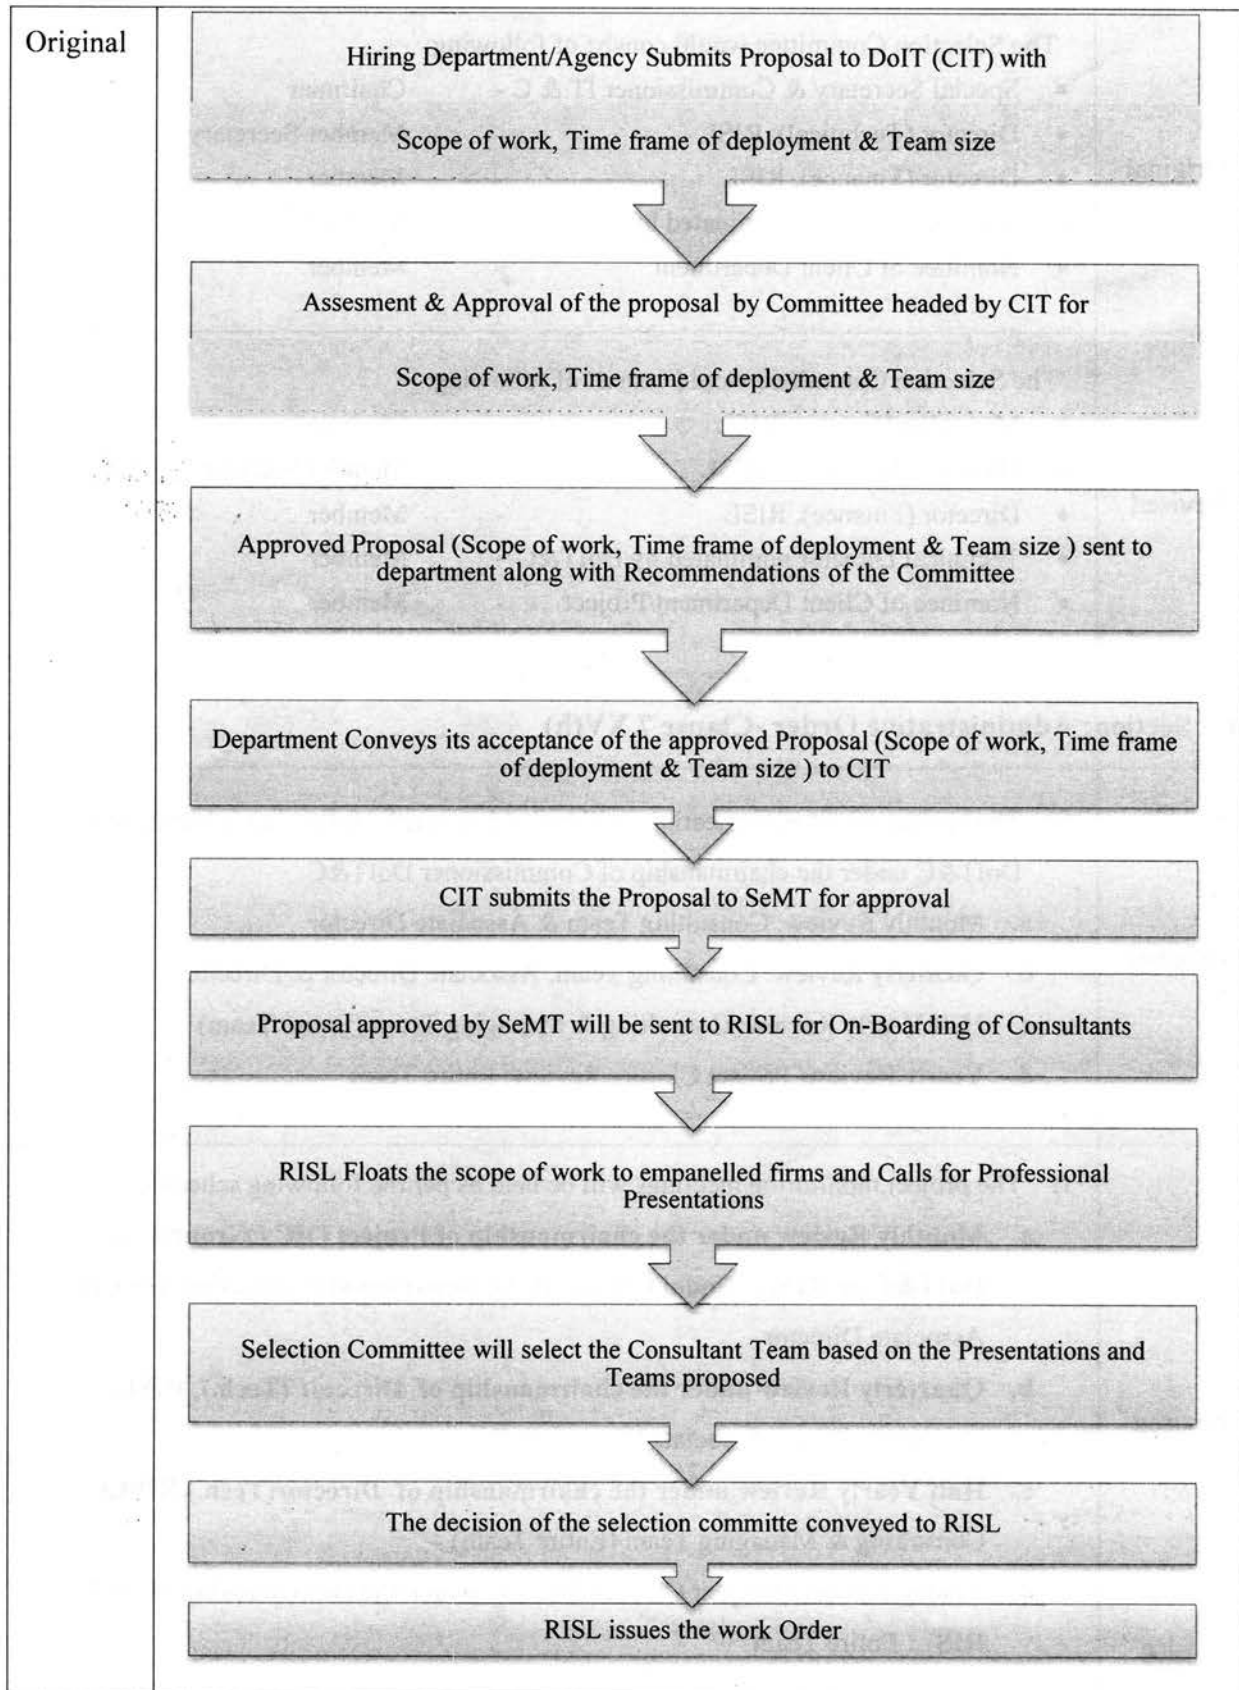 Original
Hiring Department/Agency Submits Proposal to DoIT (CIT) with
Scope of work, Time frame of deployment & Team size
Assesment & Approval of the proposal by Committee headed by CIT for
Scope of work, Time frame of deployment & Team size
Approved Proposal (Scope of work, Time frame of deployment & Team size ) sent to
department along with Recommendations of the Committee
Department Conveys its acceptance of the approved Proposal (Scope of work, Time frame
of deployment & Team size ) to CIT
CIT submits the Proposal to SeMT for approval
Proposal approved by SeMT will be sent to RISL for On-Boarding of Consultants
RISL Floats the scope of work to empanelled firms and Calls for Professional
Presentations
Selection Committee will select the Consultant Team based on the Presentations and
Teams proposed
The decision of the selection committe conveyed to RISL
RISL issues the work Order